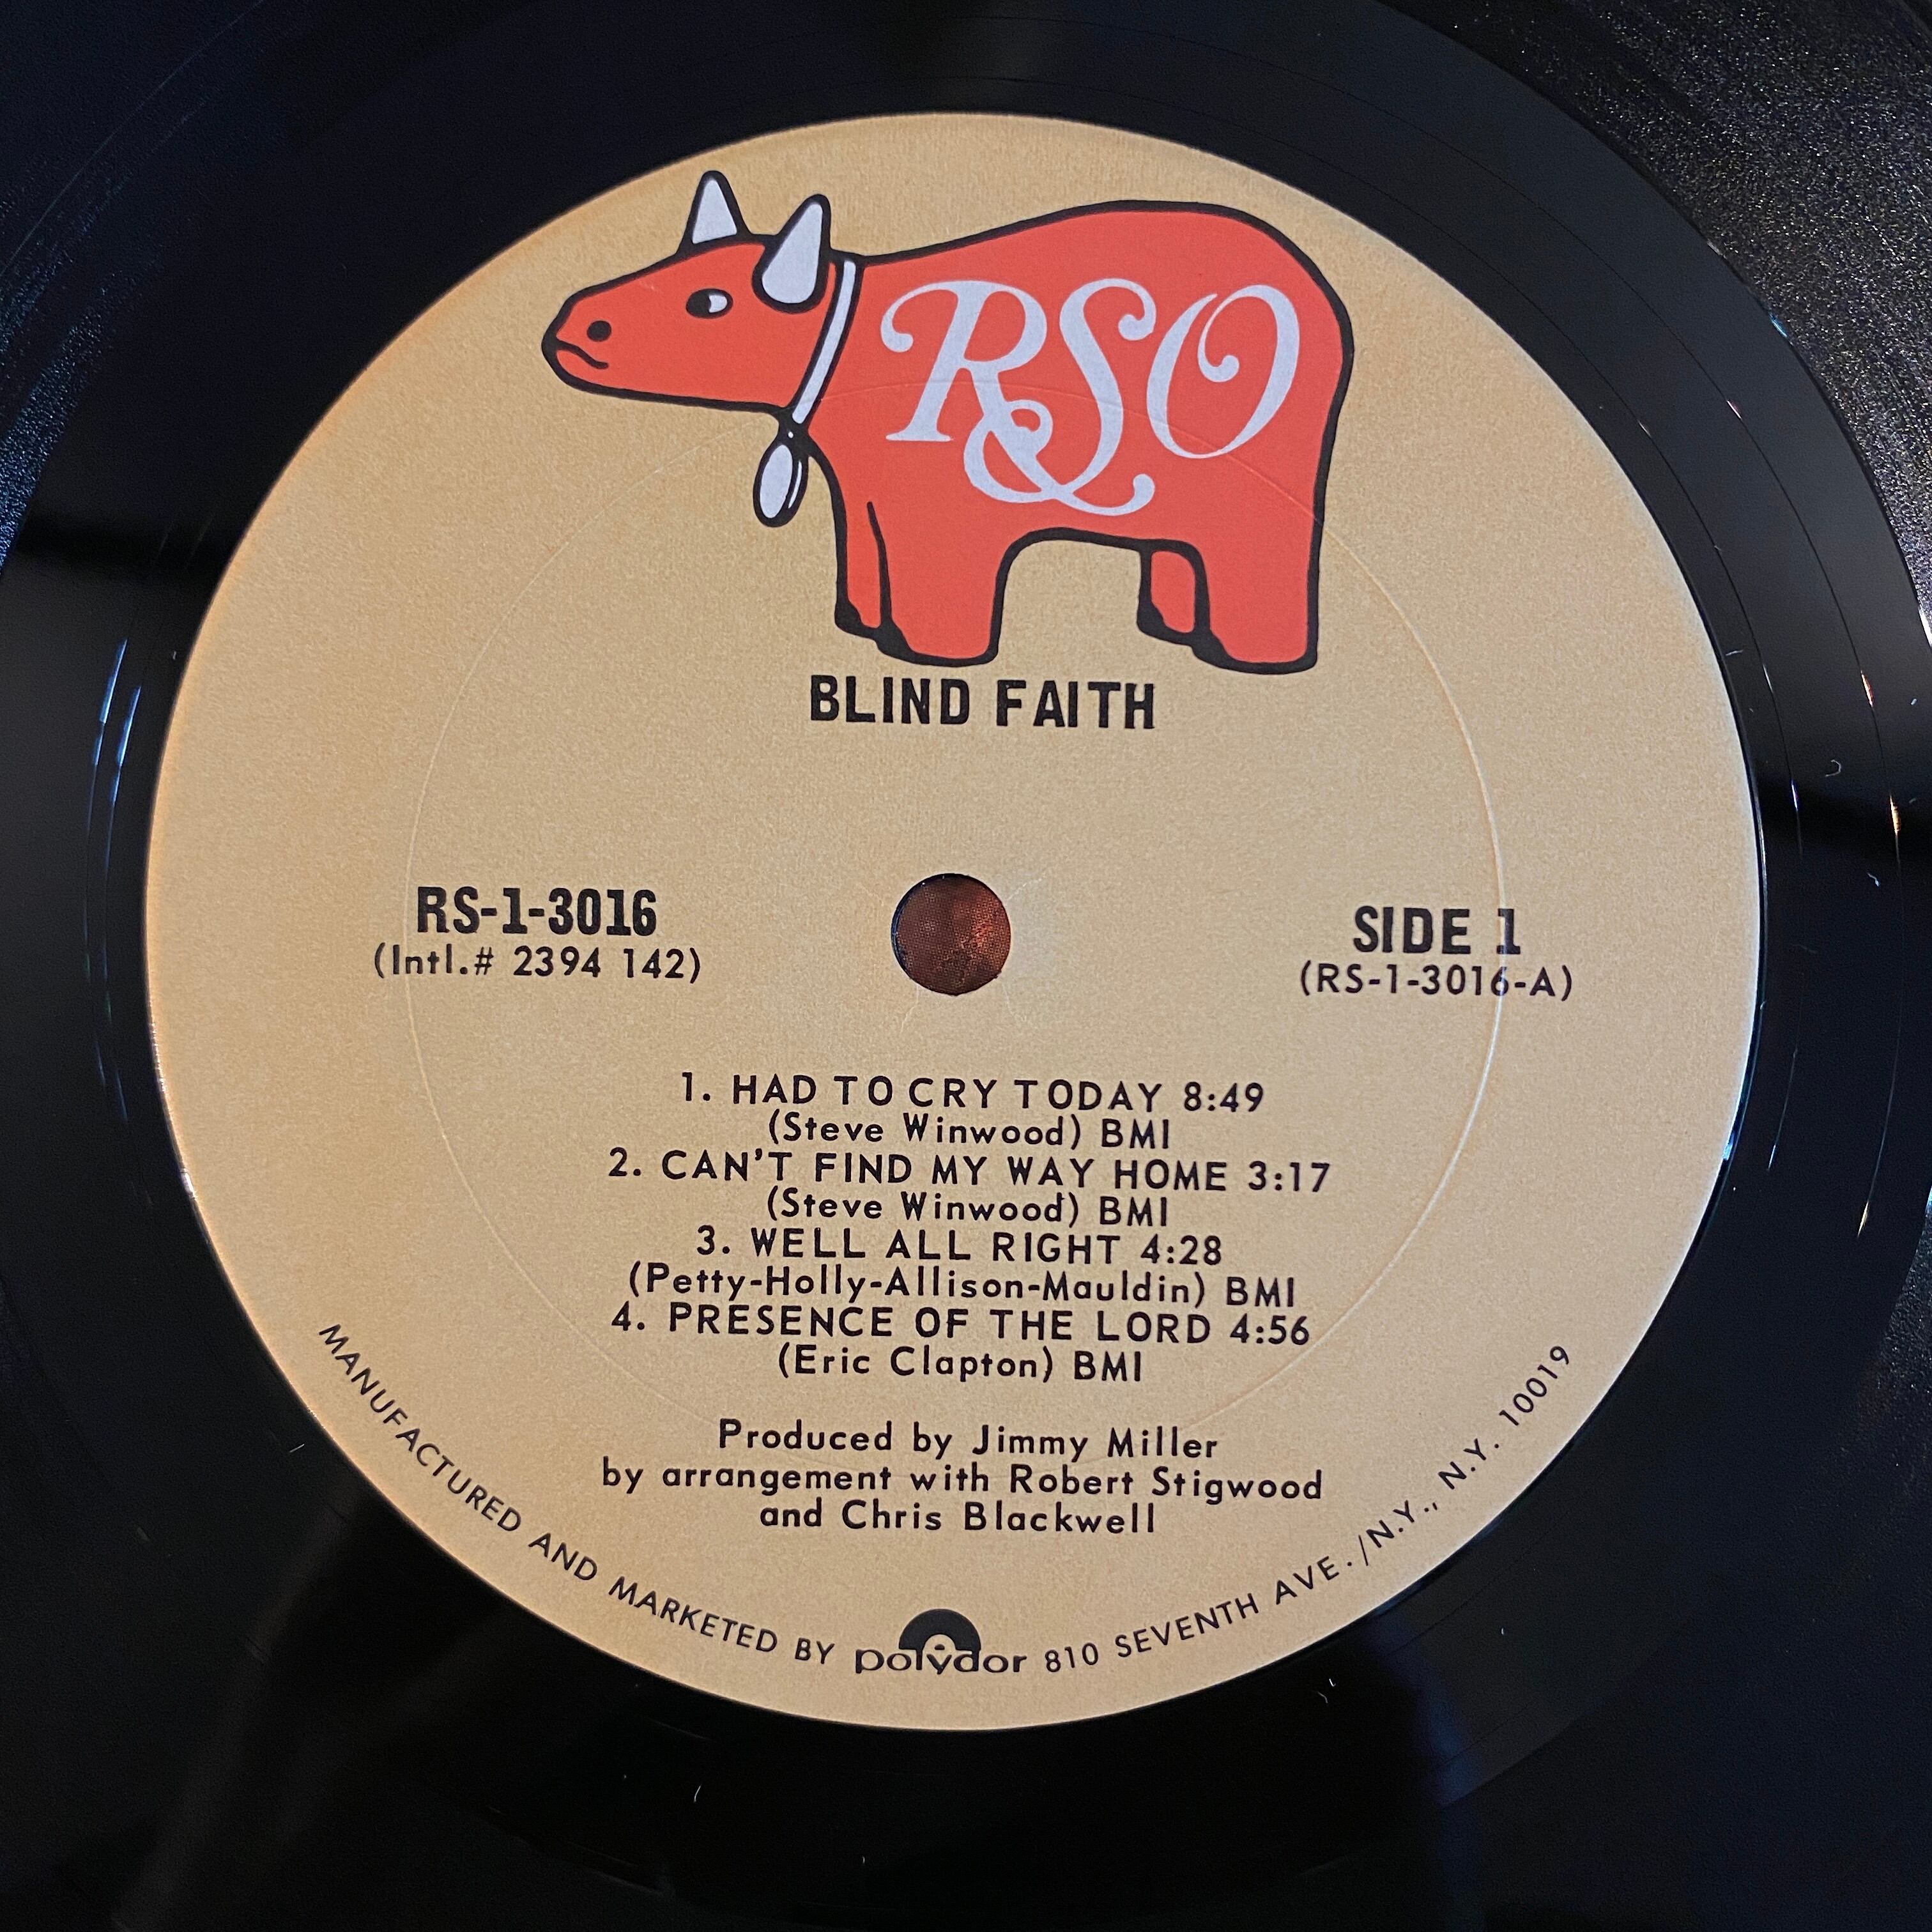 RSO
BLIND FAITH
RS-1-3016
(Intl.# 2394 142)
SIDE 1
(RS-1-3016-A)
1. HAD TO CRY TODAY 8:49
(Steve Winwood) BMI
2. CAN'T FIND MY WAY HOME 3:17
(Steve Winwood) BMI
3. WELL ALL RIGHT 4:28
(Petty-Holly-Allison-Mauldin) BMI
4. PRESENCE OF THE LORD 4:56
(Eric Clapton) BMI
Produced by Jimmy Miller
by arrangement with Robert Stigwood
and Chris Blackwell
MANUFACTURED AND MARKETED BY polydor 810 SEVENTH AVE./N.Y., N.Y. 10019